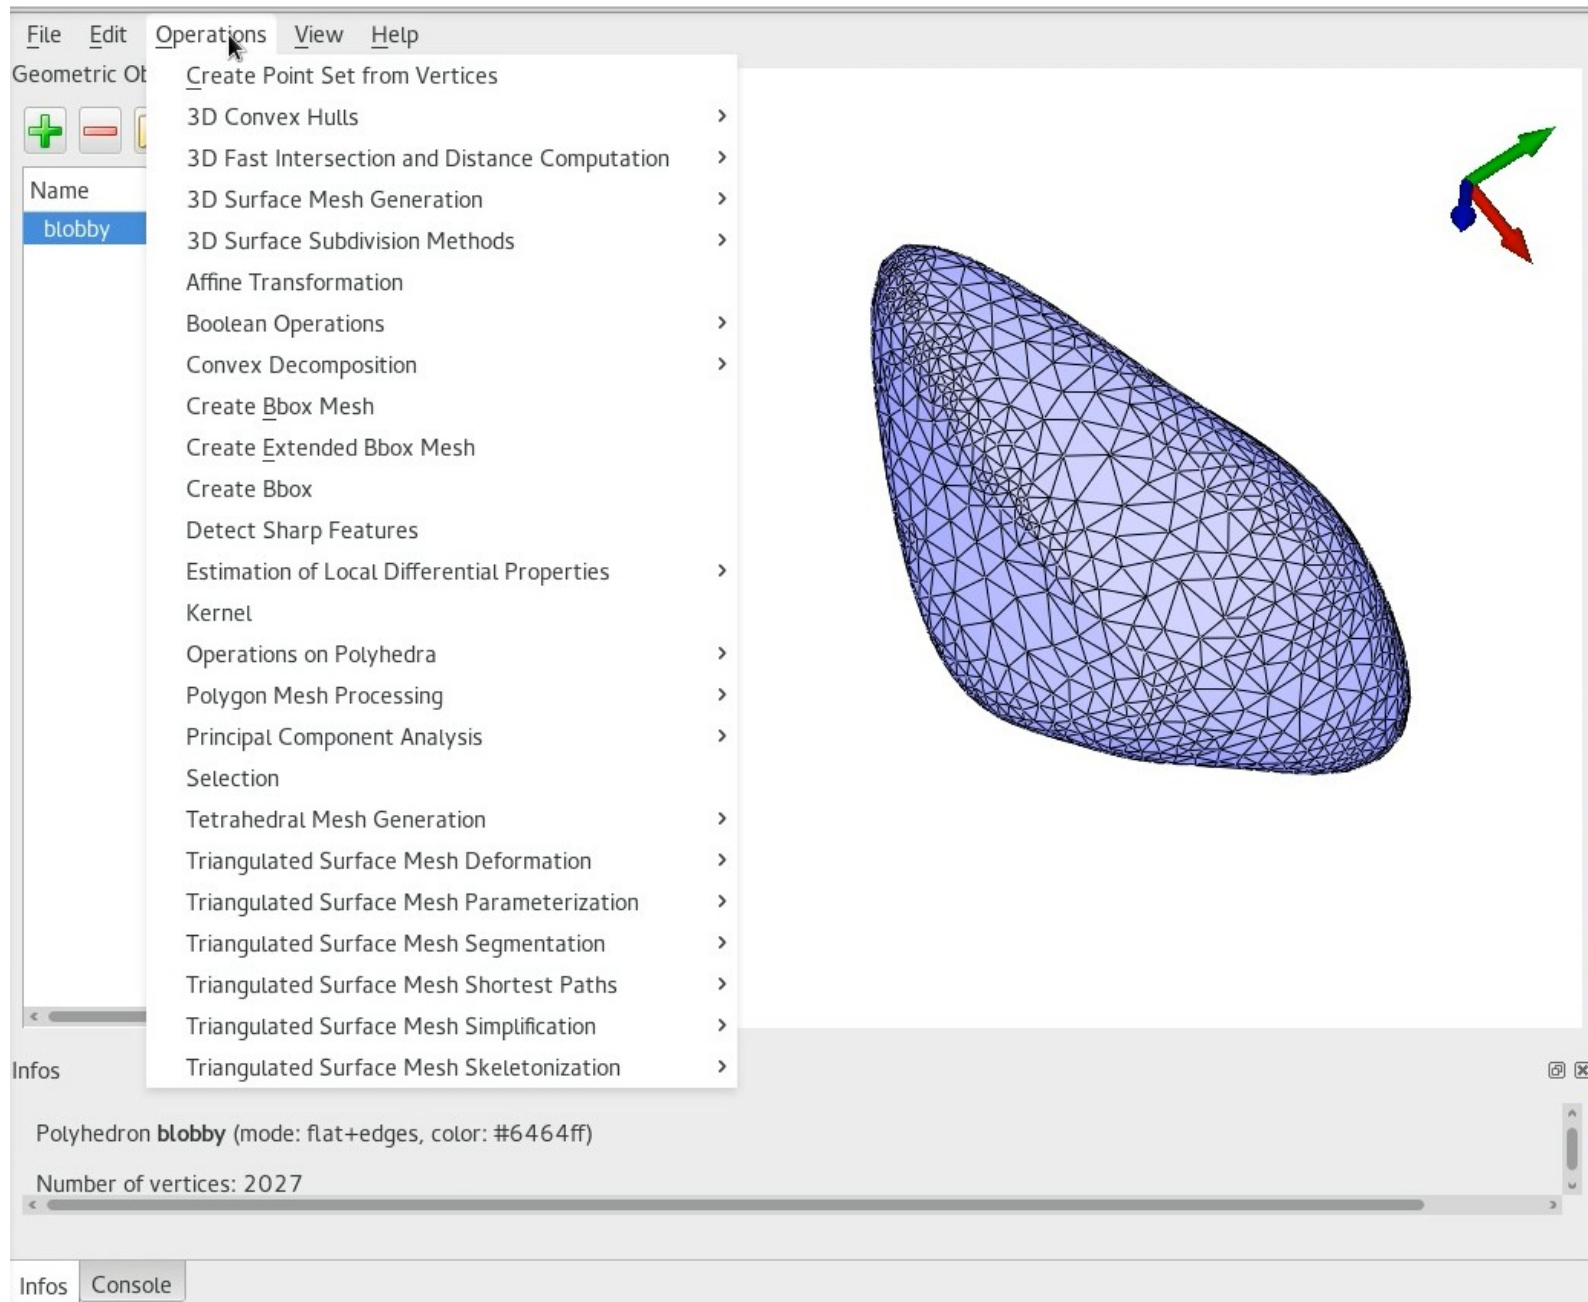 File Edit Operations View Help
Geometric Ob
Create Point Set from Vertices
3D Convex Hulls
3D Fast Intersection and Distance Computation
Name
3D Surface Mesh Generation
blobby
3D Surface Subdivision Methods
Affine Transformation
Boolean Operations
Convex Decomposition
Create Bbox Mesh
Create Extended Bbox Mesh
Create Bbox
Detect Sharp Features
Estimation of Local Differential Properties
Kernel
Operations on Polyhedra
Polygon Mesh Processing
Principal Component Analysis
Selection
Tetrahedral Mesh Generation
Triangulated Surface Mesh Deformation
Triangulated Surface Mesh Parameterization
Triangulated Surface Mesh Segmentation
Triangulated Surface Mesh Shortest Paths
Triangulated Surface Mesh Simplification
Triangulated Surface Mesh Skeletonization
Infos
Polyhedron blobby (mode: flat+edges, color: #6464ff)
Number of vertices: 2027
Infos Console